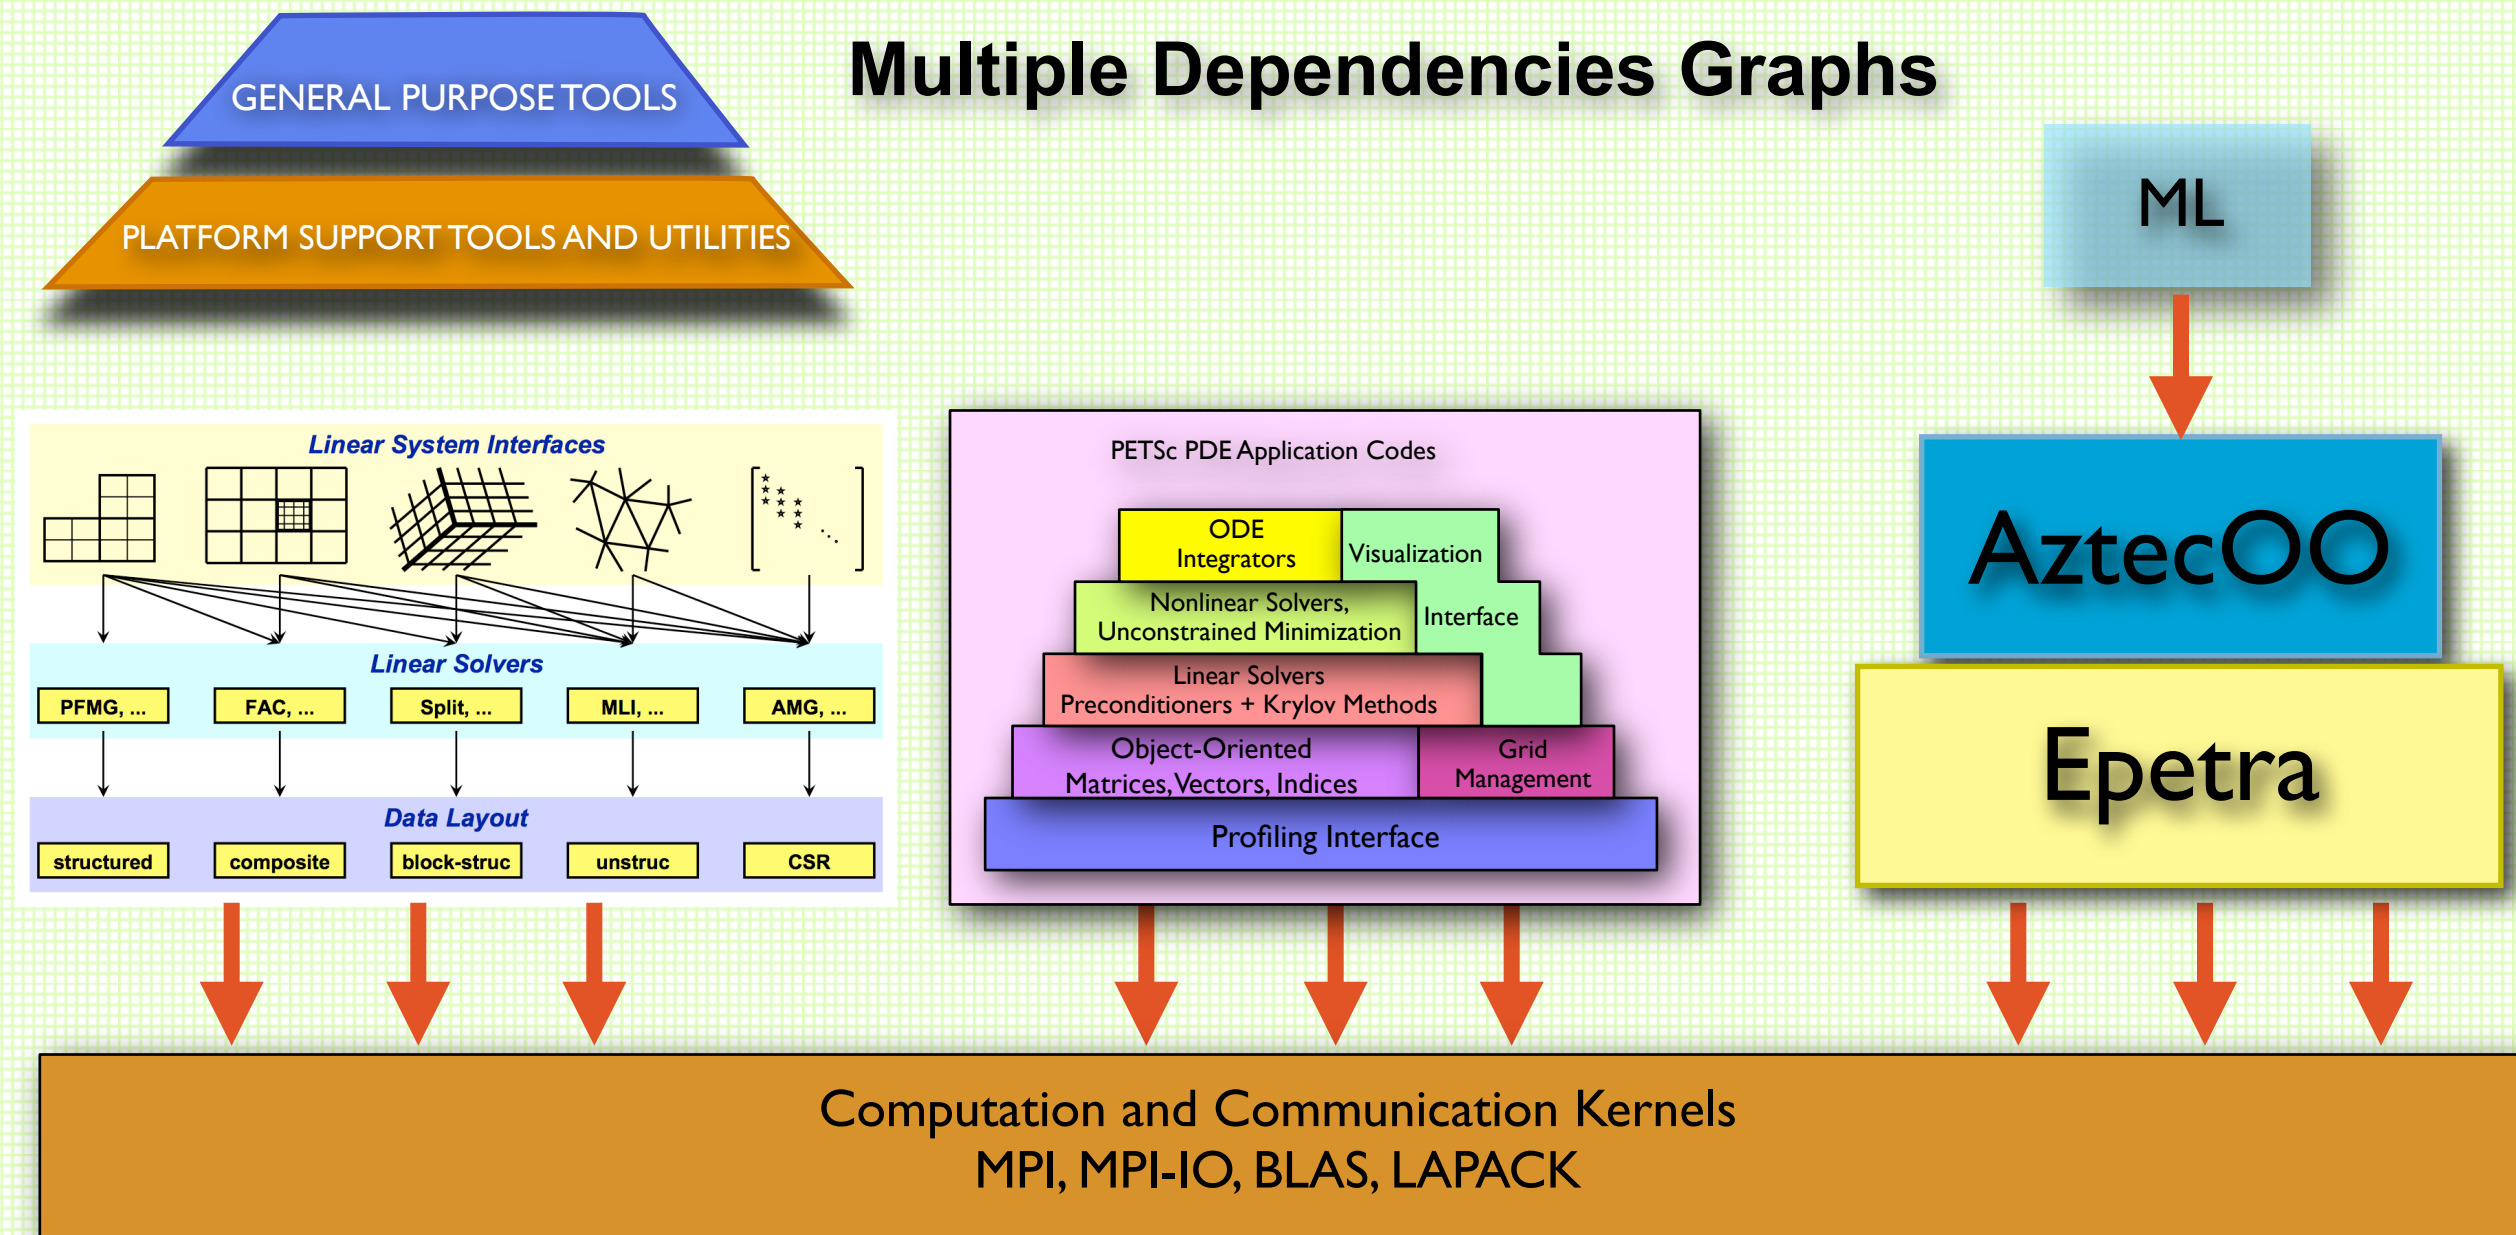 Multiple Dependencies Graphs
GENERAL PURPOSE TOOLS
PLATFORM SUPPORT TOOLS AND UTILITIES
Linear System Interfaces
Linear Solvers
PFMG, ...
FAC, ...
Split, ...
MLI, ...
AMG, ...
Data Layout
structured
composite
block-struc
unstruc
CSR
PETSc PDE Application Codes
ODE
Integrators
Visualization
Nonlinear Solvers,
Unconstrained Minimization
Interface
Linear Solvers
Preconditioners + Krylov Methods
Object-Oriented
Matrices, Vectors, Indices
Grid
Management
Profiling Interface
ML
AztecOO
Epetra
Computation and Communication Kernels
MPI, MPI-IO, BLAS, LAPACK